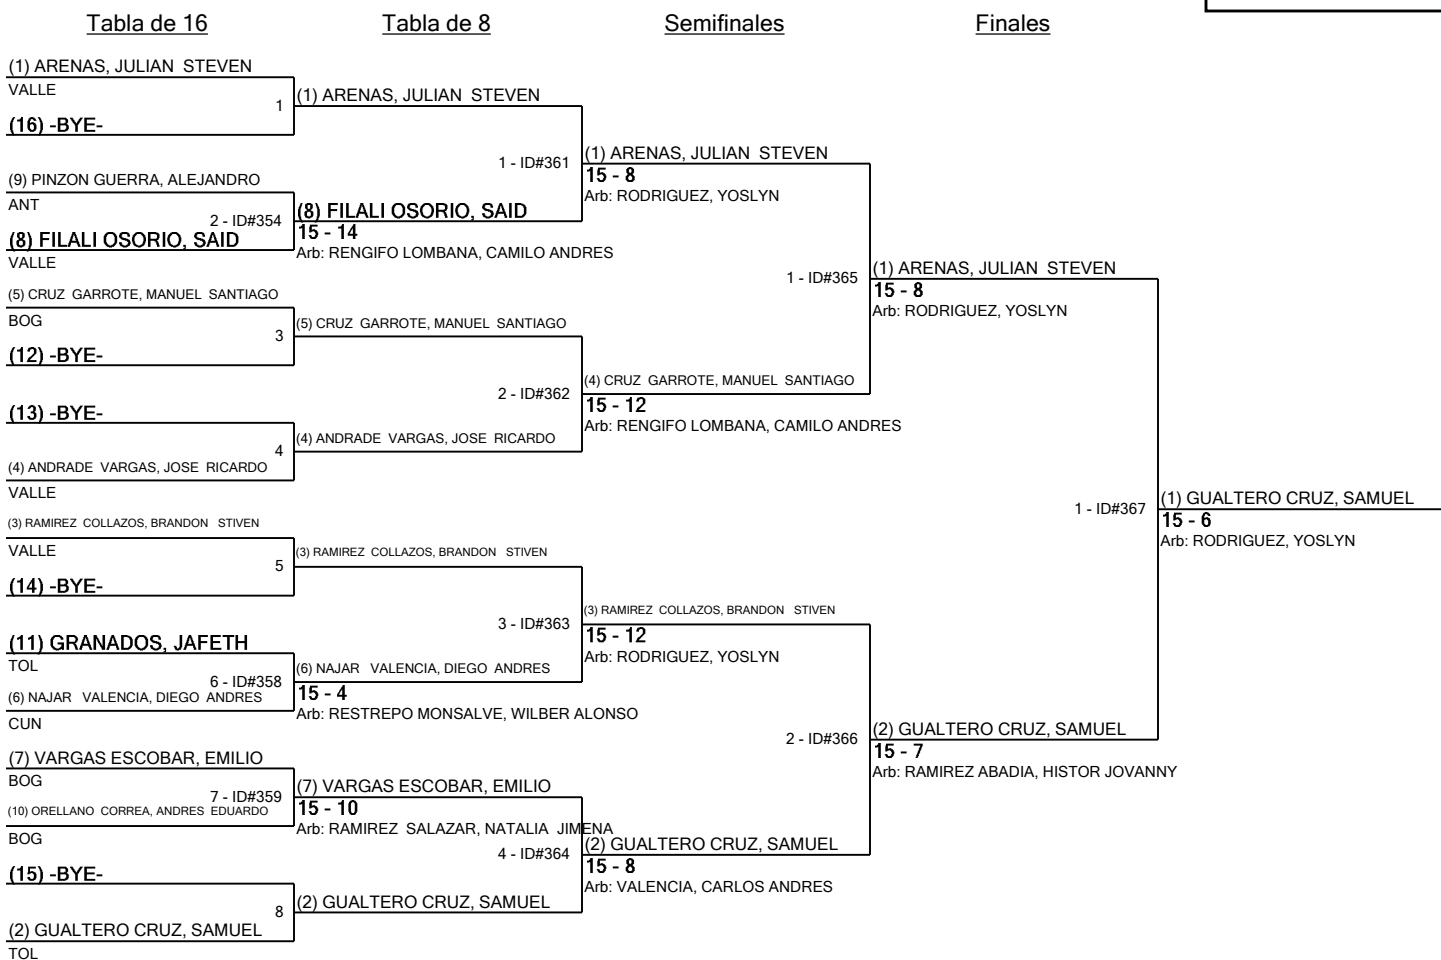 Tabla de 16
Tabla de 8
Semifinales
Finales
(1) ARENAS, JULIAN STEVEN
VALLE
1
(16) -BYE-
(9) PINZON GUERRA, ALEJANDRO
ANT
2 - ID#354
(8) FILALI OSORIO, SAID
VALLE
(5) CRUZ GARROTE, MANUEL SANTIAGO
BOG
3
(12) -BYE-
(13) -BYE-
4
(4) ANDRADE VARGAS, JOSE RICARDO
VALLE
(3) RAMIREZ COLLAZOS, BRANDON STIVEN
VALLE
5
(14) -BYE-
(11) GRANADOS, JAFETH
TOL
6 - ID#358
(6) NAJAR VALENCIA, DIEGO ANDRES
CUN
(7) VARGAS ESCOBAR, EMILIO
BOG
7 - ID#359
(10) ORELLANO CORREA, ANDRES EDUARDO
BOG
(15) -BYE-
8
(2) GUALTERO CRUZ, SAMUEL
TOL
(1) ARENAS, JULIAN STEVEN
1 - ID#361
(8) FILALI OSORIO, SAID
15 - 14
Arb: RENGIFO LOMBANA, CAMILO ANDRES
(5) CRUZ GARROTE, MANUEL SANTIAGO
2 - ID#362
(4) ANDRADE VARGAS, JOSE RICARDO
(3) RAMIREZ COLLAZOS, BRANDON STIVEN
3 - ID#363
(6) NAJAR VALENCIA, DIEGO ANDRES
15 - 4
Arb: RESTREPO MONSALVE, WILBER ALONSO
(7) VARGAS ESCOBAR, EMILIO
15 - 10
Arb: RAMIREZ SALAZAR, NATALIA JIMENA
4 - ID#364
(2) GUALTERO CRUZ, SAMUEL
(1) ARENAS, JULIAN STEVEN
15 - 8
Arb: RODRIGUEZ, YOSLYN
1 - ID#365
(4) CRUZ GARROTE, MANUEL SANTIAGO
15 - 12
Arb: RENGIFO LOMBANA, CAMILO ANDRES
(3) RAMIREZ COLLAZOS, BRANDON STIVEN
15 - 12
Arb: RODRIGUEZ, YOSLYN
2 - ID#366
(2) GUALTERO CRUZ, SAMUEL
15 - 8
Arb: VALENCIA, CARLOS ANDRES
(1) ARENAS, JULIAN STEVEN
15 - 8
Arb: RODRIGUEZ, YOSLYN
1 - ID#367
(2) GUALTERO CRUZ, SAMUEL
15 - 7
Arb: RAMIREZ ABADIA, HISTOR JOVANNY
(1) GUALTERO CRUZ, SAMUEL
15 - 6
Arb: RODRIGUEZ, YOSLYN